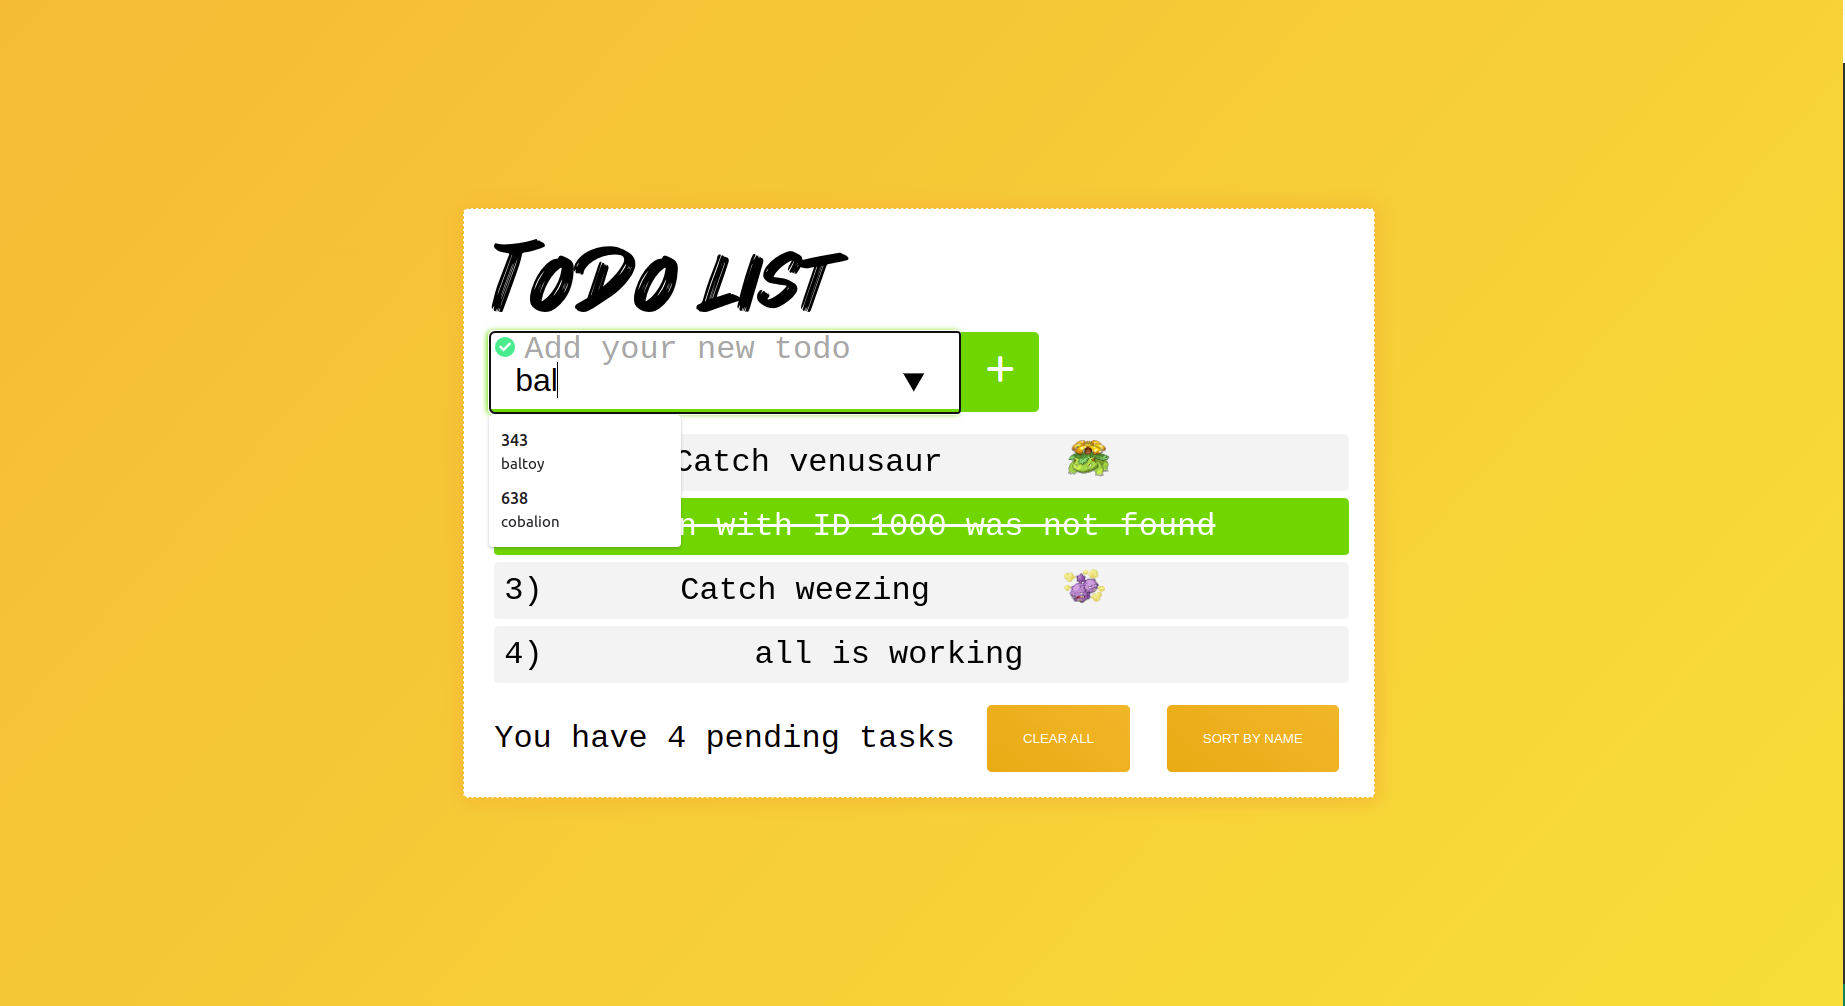 Todo list
Add your new todo
bal
343
baltoy
638
cobalion
Catch venusaur
n with ID 1000 was not found
3) Catch weezing
4) all is working
You have 4 pending tasks
CLEAR ALL
SORT BY NAME